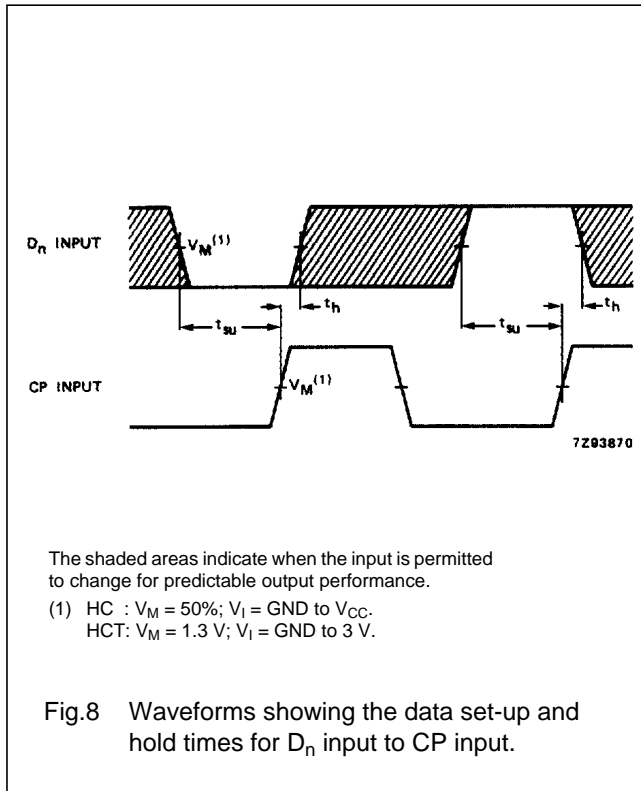 Dn INPUT
VM(1)
th
tsu
tsu
th
CP INPUT
VM(1)
7Z93870
The shaded areas indicate when the input is permitted
to change for predictable output performance.
(1) HC : VM = 50%; VI = GND to VCC.
HCT: VM = 1.3 V; VI = GND to 3 V.
Fig.8 Waveforms showing the data set-up and
hold times for Dn input to CP input.